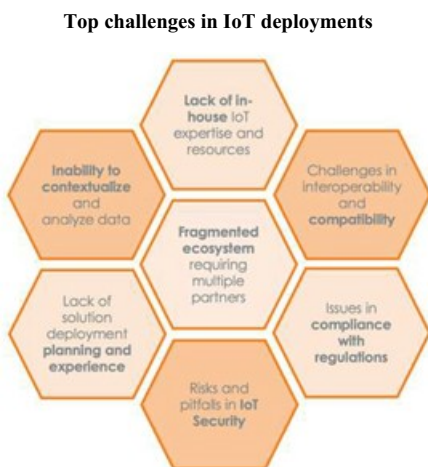 Top challenges in IoT deployments
Lack of in-
house IoT
expertise and
resources
Inability to
contextualize
and
analyze data
Challenges in
interoperability
and
compatibility
Fragmented
ecosystem
requiring
multiple
partners
Lack of
solution
deployment
planning and
experience
Issues in
compliance
with
regulations
Risks and
pitfalls in IoT
Security